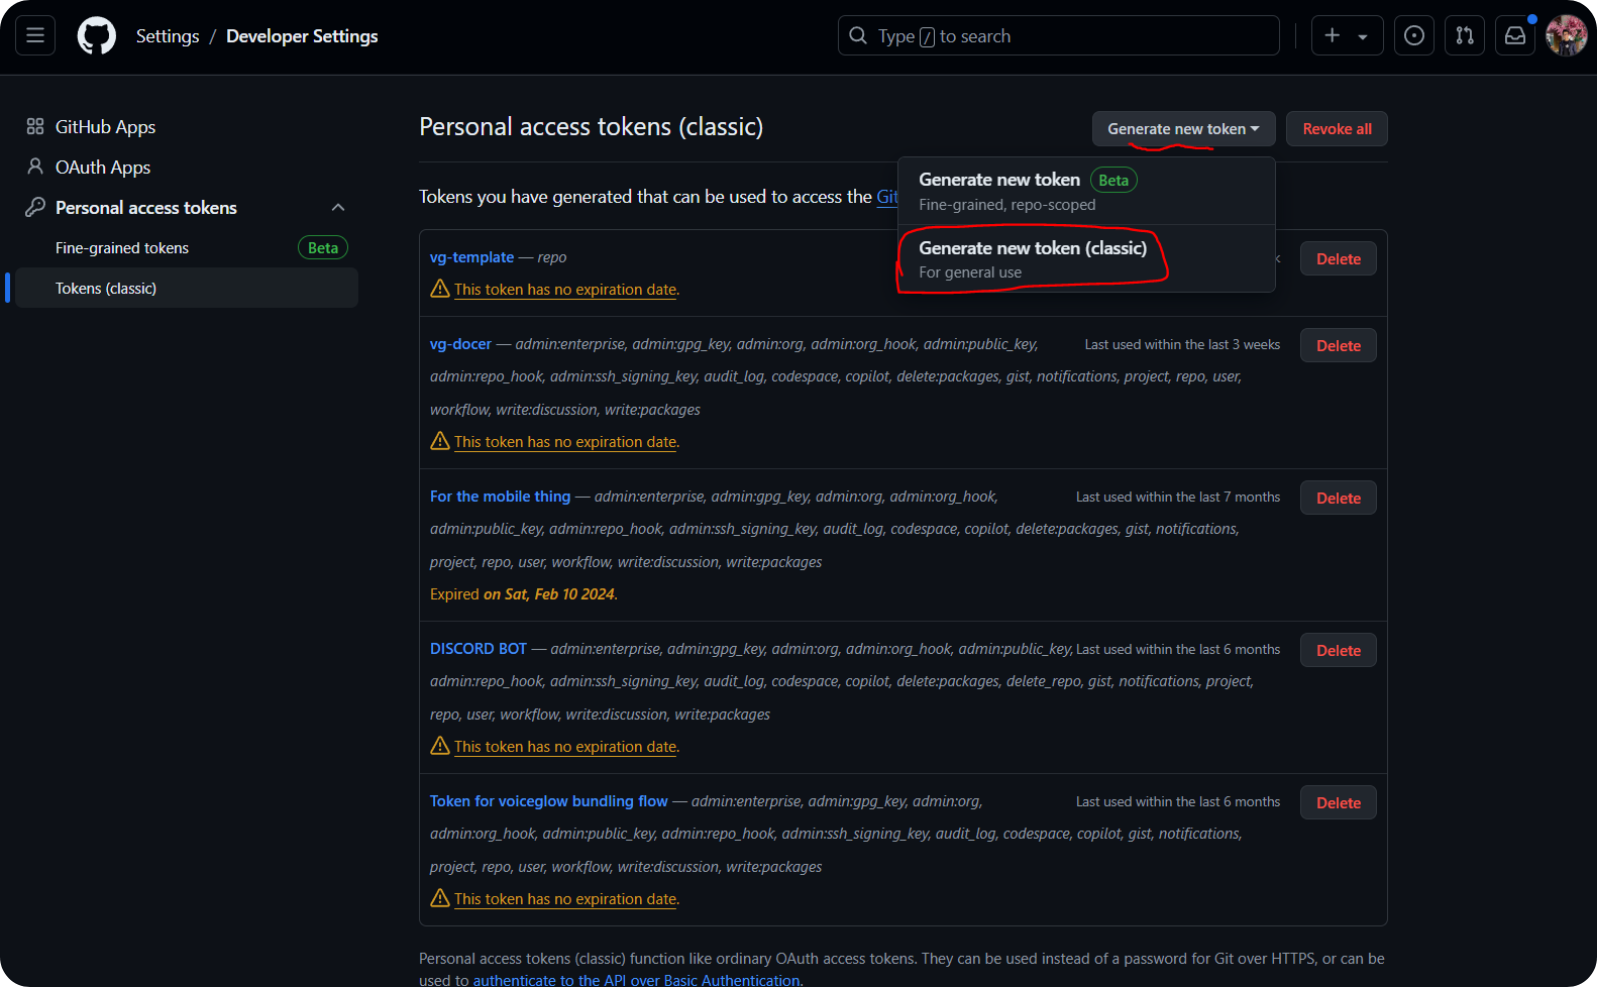 Settings / Developer Settings
Type / to search
GitHub Apps
OAuth Apps
Personal access tokens
Fine-grained tokens Beta
Tokens (classic)
Personal access tokens (classic)
Generate new token
Revoke all
Generate new token Beta
Fine-grained, repo-scoped
Generate new token (classic)
For general use
Tokens you have generated that can be used to access the Git
vg-template — repo
Delete
This token has no expiration date.
vg-docer — admin:enterprise, admin:gpg_key, admin:org, admin:org_hook, admin:public_key, Last used within the last 3 weeks
Delete
admin:repo_hook, admin:ssh_signing_key, audit_log, codespace, copilot, delete:packages, gist, notifications, project, repo, user,
workflow, write:discussion, write:packages
This token has no expiration date.
For the mobile thing — admin:enterprise, admin:gpg_key, admin:org, admin:org_hook, Last used within the last 7 months
Delete
admin:public_key, admin:repo_hook, admin:ssh_signing_key, audit_log, codespace, copilot, delete:packages, gist, notifications,
project, repo, user, workflow, write:discussion, write:packages
Expired on Sat, Feb 10 2024.
DISCORD BOT — admin:enterprise, admin:gpg_key, admin:org, admin:org_hook, admin:public_key, Last used within the last 6 months
Delete
admin:repo_hook, admin:ssh_signing_key, audit_log, codespace, copilot, delete:packages, delete_repo, gist, notifications, project,
repo, user, workflow, write:discussion, write:packages
This token has no expiration date.
Token for voiceglow bundling flow — admin:enterprise, admin:gpg_key, admin:org, Last used within the last 6 months
Delete
admin:org_hook, admin:public_key, admin:repo_hook, admin:ssh_signing_key, audit_log, codespace, copilot, gist, notifications,
project, repo, user, workflow, write:discussion, write:packages
This token has no expiration date.
Personal access tokens (classic) function like ordinary OAuth access tokens. They can be used instead of a password for Git over HTTPS, or can be
used to authenticate to the API over Basic Authentication.